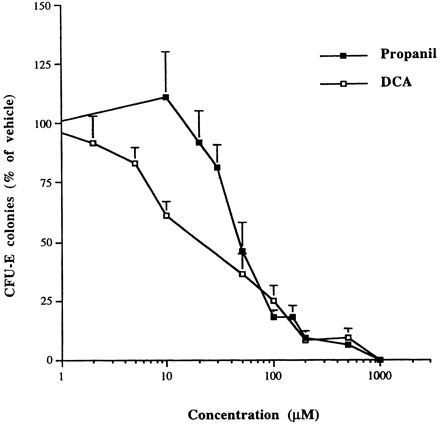 150
125
100
75
50
25
0
CFU-E colonies (% of vehicle)
Propanil
DCA
1
10
100
1000
Concentration (µM)